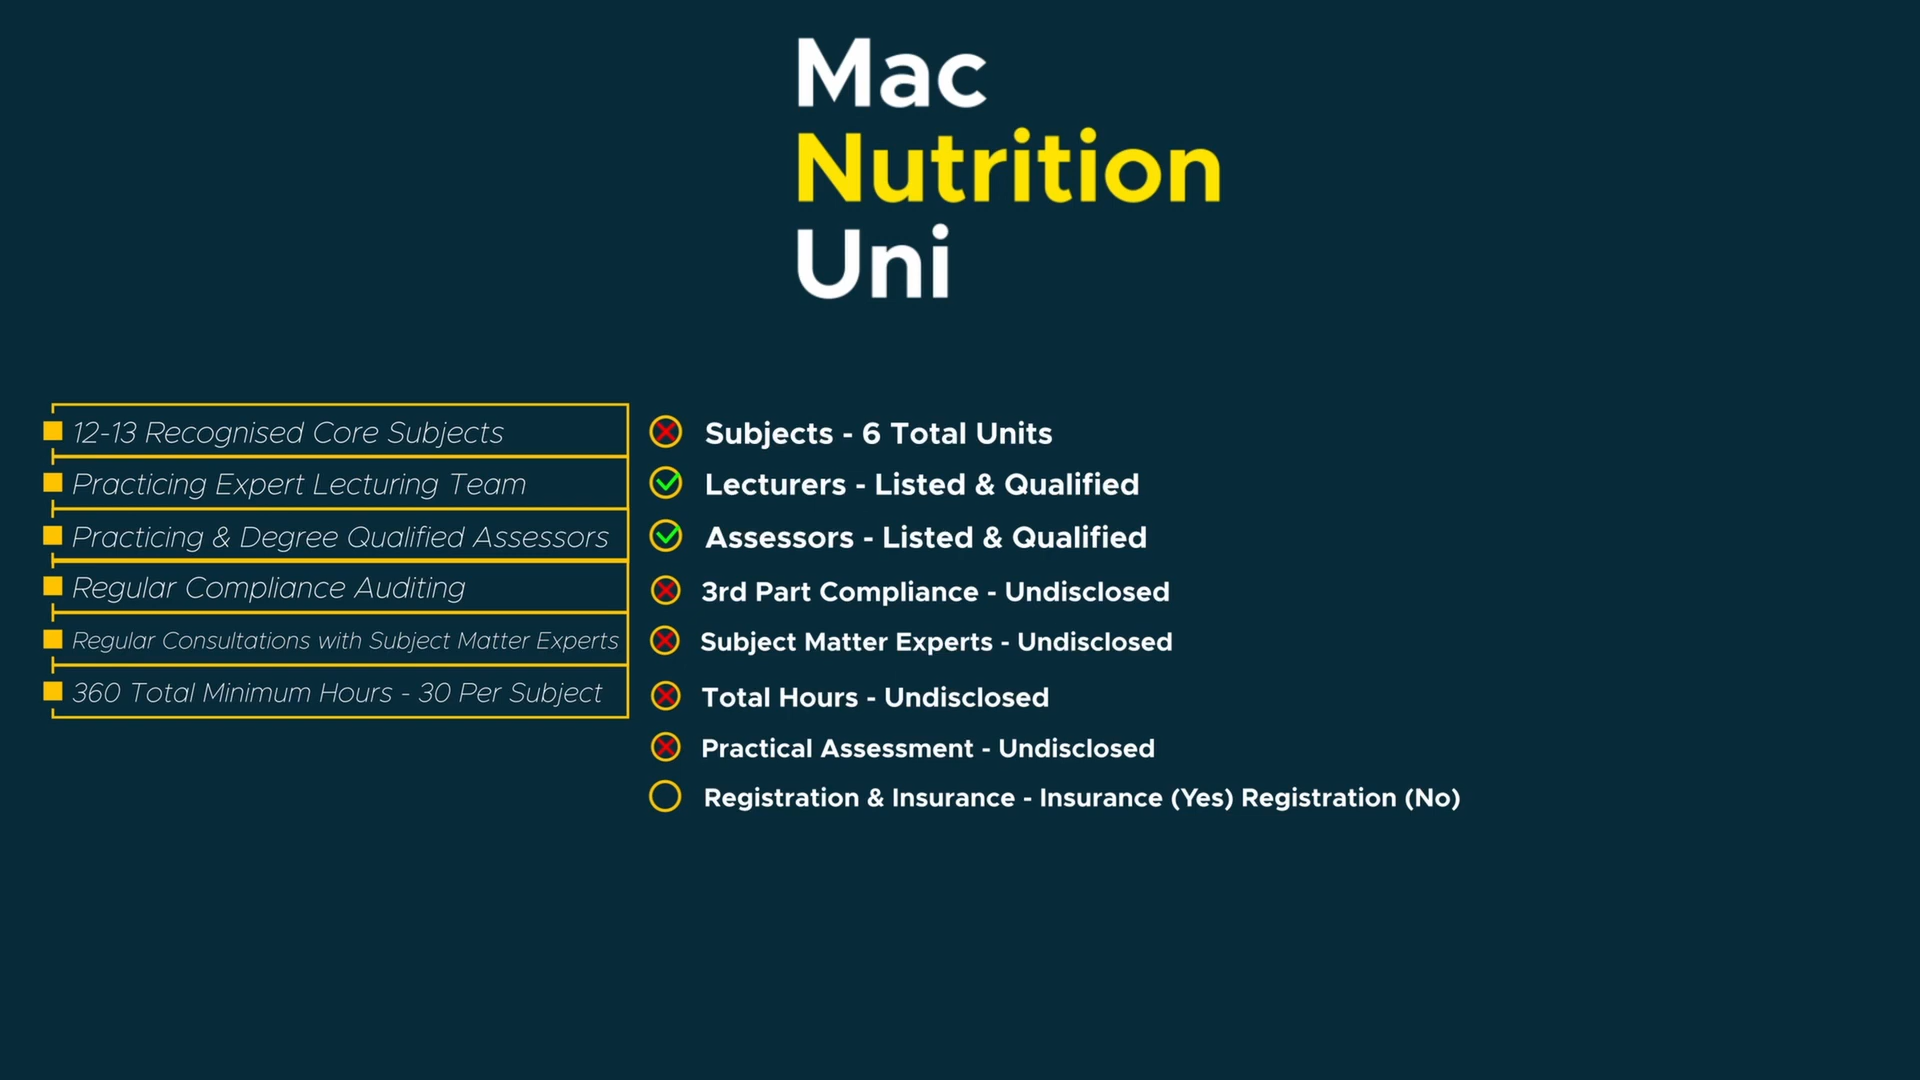 Mac
Nutrition
Uni
12-13 Recognised Core Subjects
Subjects - 6 Total Units
Practicing Expert Lecturing Team
Lecturers - Listed & Qualified
Practicing & Degree Qualified Assessors
Assessors - Listed & Qualified
Regular Compliance Auditing
3rd Part Compliance - Undisclosed
Regular Consultations with Subject Matter Experts
Subject Matter Experts - Undisclosed
360 Total Minimum Hours - 30 Per Subject
Total Hours - Undisclosed
Practical Assessment - Undisclosed
Registration & Insurance - Insurance (Yes) Registration (No)